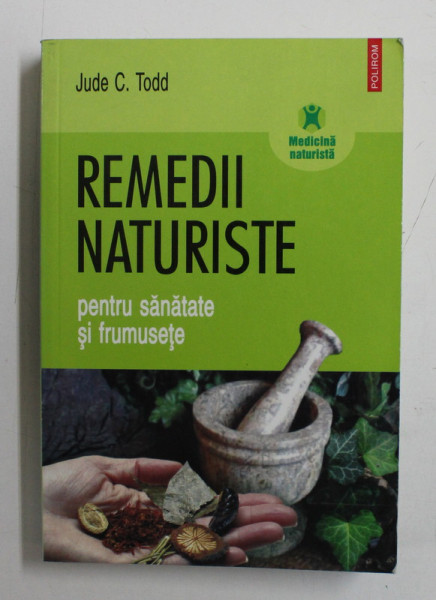 Jude C. Todd
POLIROM
Medicină
naturistă
REMEDII
NATURISTE
pentru sănătate
şi frumuseţe